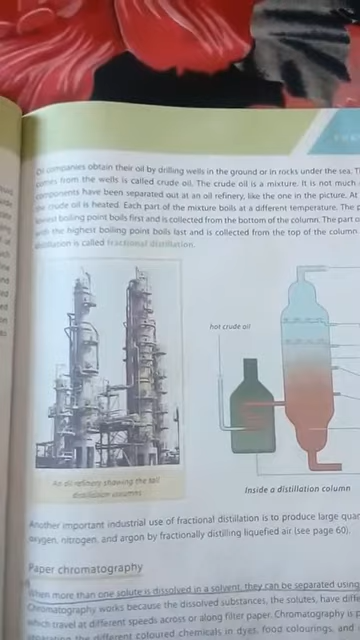 Oil companies obtain their oil by drilling wells in the ground or in rocks under the sea.
comes from the wells is called crude oil. The crude oil is a mixture. It is not much
components have been separated out at an oil refinery, like the one in the picture. At
the crude oil is heated. Each part of the mixture boils at a different temperature. The
lowest boiling point boils first and is collected from the bottom of the column. The part
with the highest boiling point boils last and is collected from the top of the column
distillation is called fractional distillation.
hot crude oil
An oil refinery showing the tall
distillation columns
Inside a distillation column
Another important industrial use of fractional distillation is to produce large
oxygen, nitrogen, and argon by fractionally distilling liquefied air (see page 60).
Paper chromatography
When more than one solute is dissolved in a solvent, they can be separated using
Chromatography works because the dissolved substances, the solutes, have
which travel at different speeds across or along filter paper. Chromatography is
separating the different coloured chemicals in dyes, food colourings, and